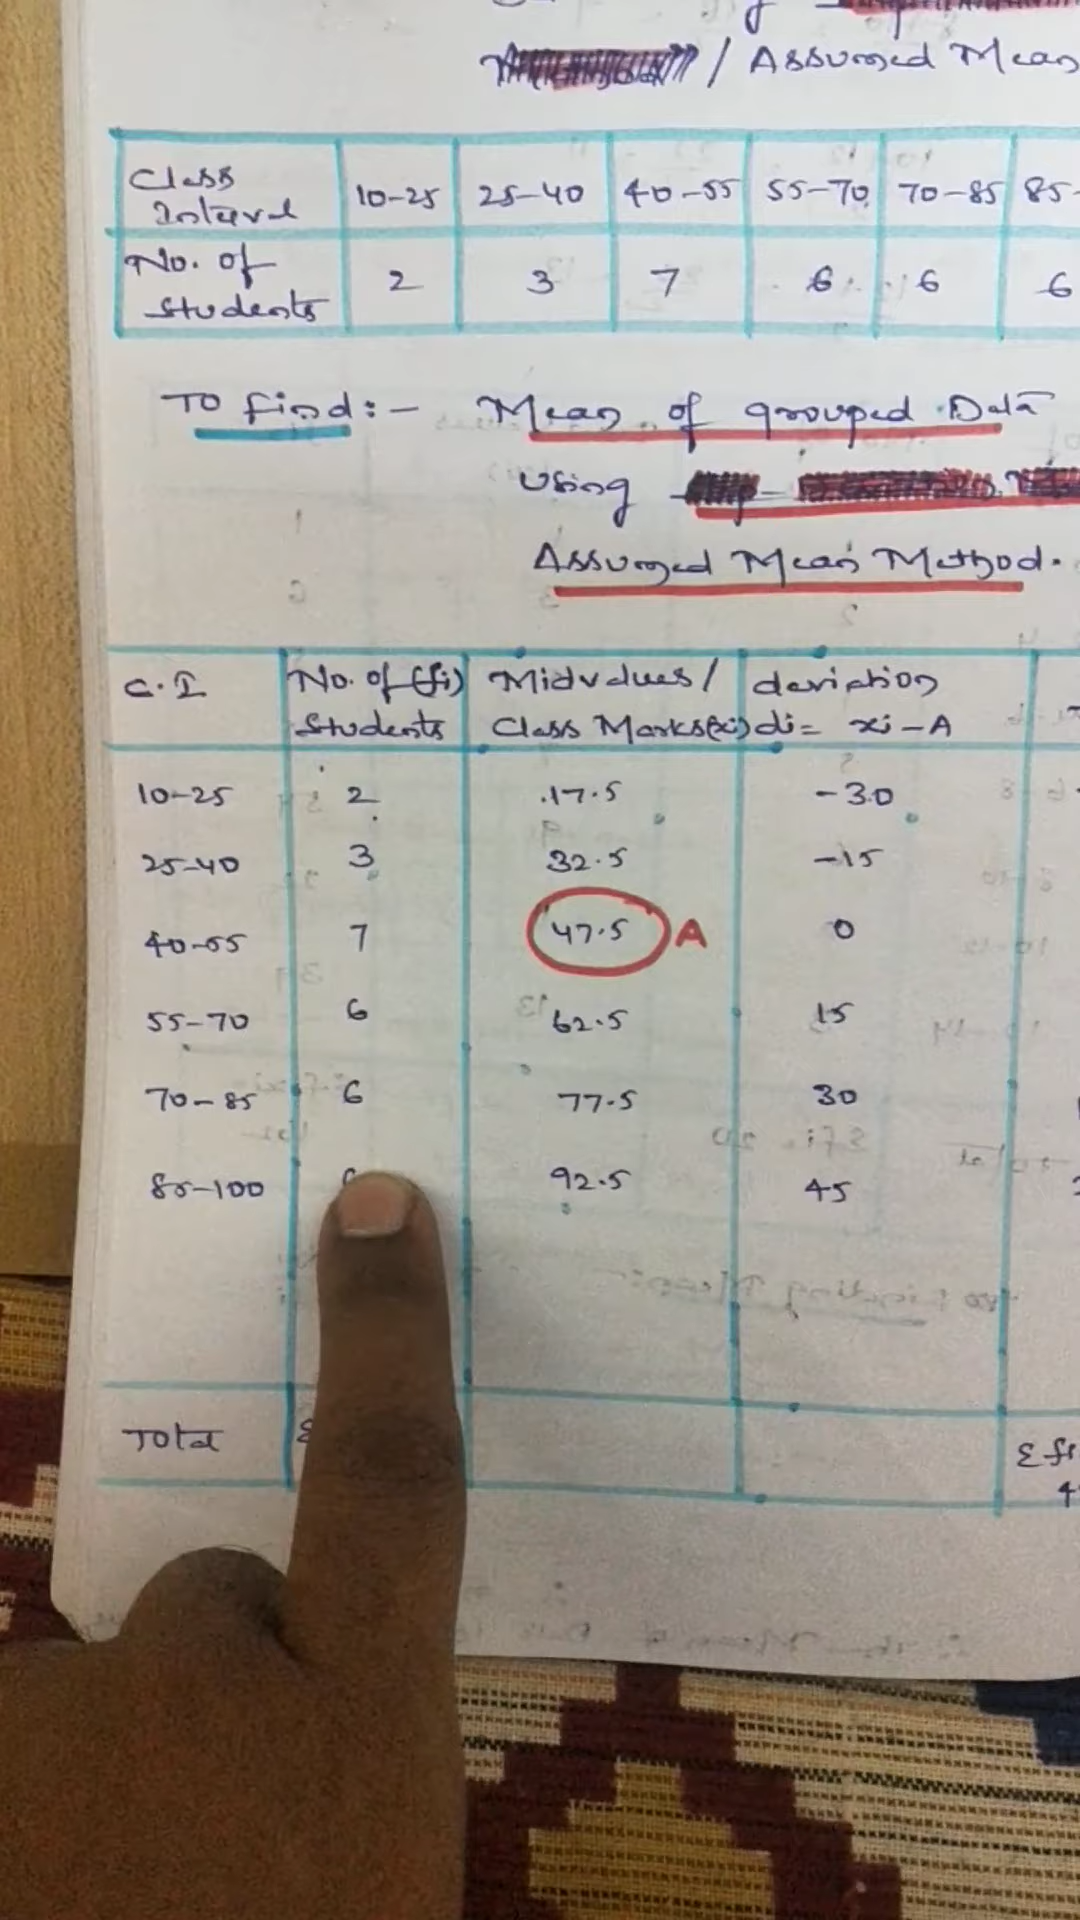 / Assumed Mean
Class Interval 10-25 25-40 40-55 55-70 70-85 85-
No. of Students 2 3 7 6 6 6
To find:- Mean of grouped Data
Using
Assumed Mean Method.
C.I No. of (fi) Students Midvalues/ Class Marks(xi) deviation di= xi-A
10-25 2 17.5 -30
25-40 3 32.5 -15
40-55 7 47.5 A 0
55-70 6 62.5 15
70-85 6 77.5 30
85-100 92.5 45
Total Σfi